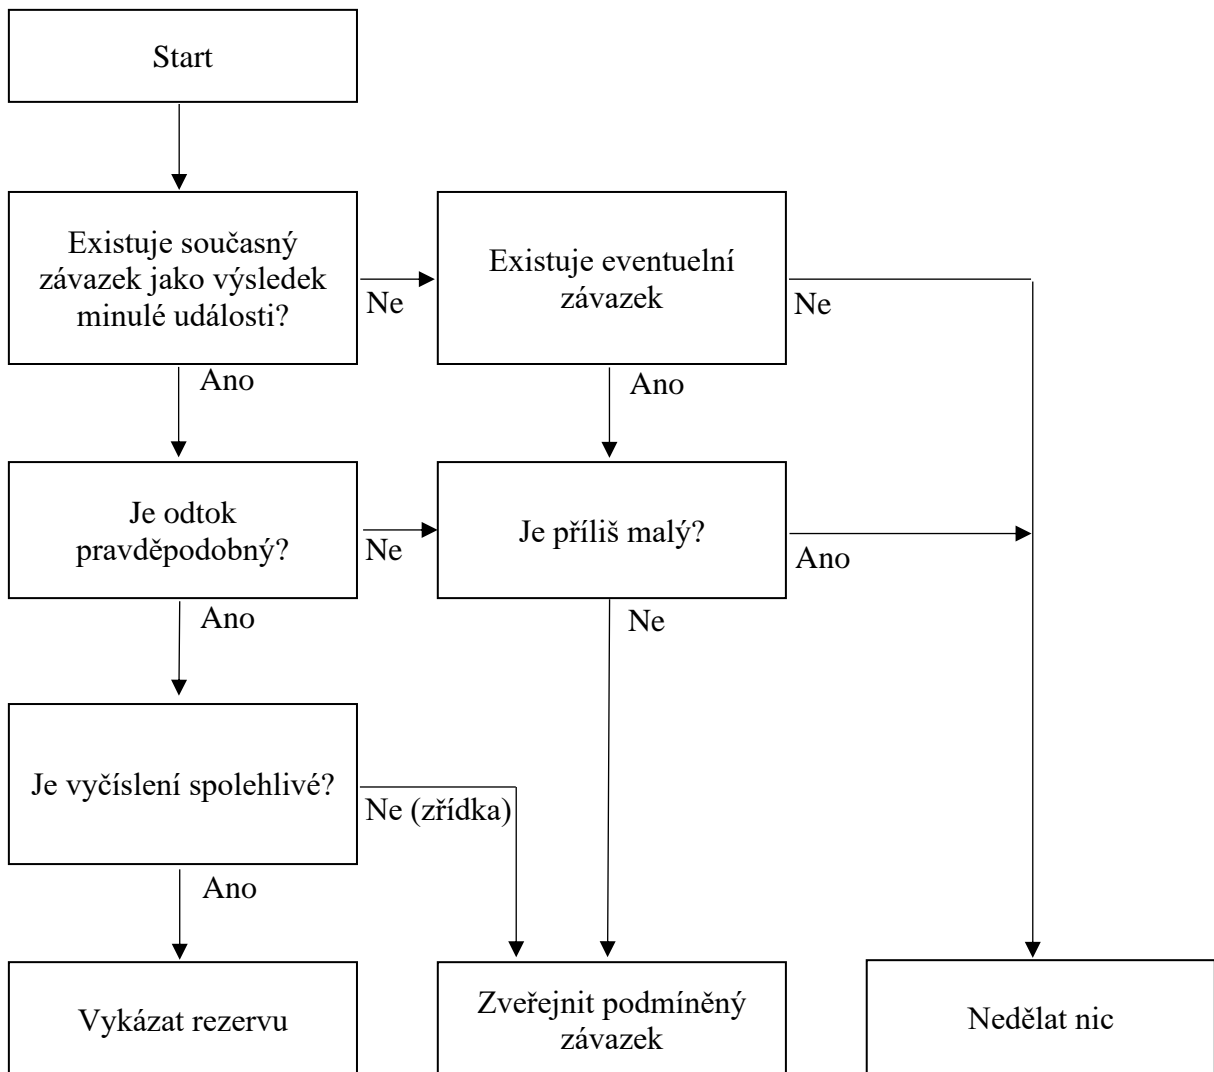 Start
Existuje současný
závazek jako výsledek
minulé události?
Ne
Existuje eventuelní
závazek
Ne
Ano
Ano
Je odtok
pravděpodobný?
Ne
Je příliš malý?
Ano
Ano
Ne
Je vyčíslení spolehlivé?
Ne (zřídka)
Ano
Vykázat rezervu
Zveřejnit podmíněný
závazek
Nedělat nic